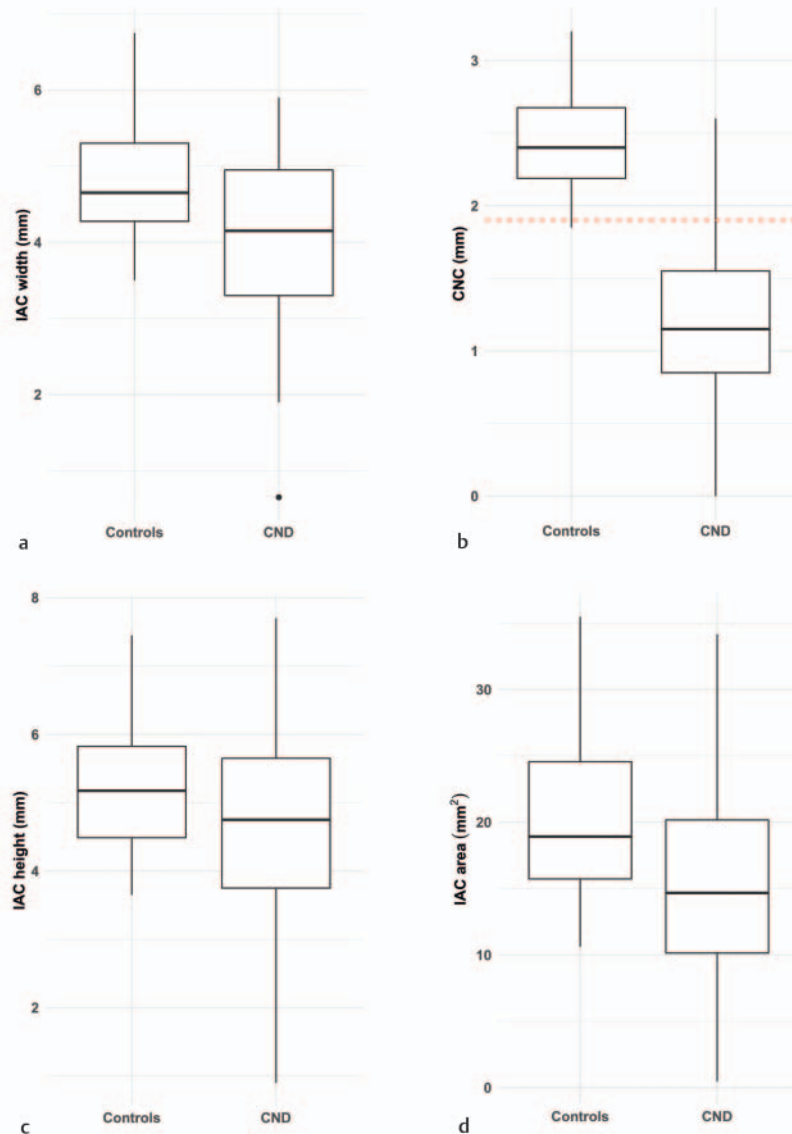 IAC width (mm)
6
4
2
Controls CND
a
CNC (mm)
3
2
1
0
Controls CND
b
IAC height (mm)
8
6
4
2
Controls CND
c
IAC area (mm²)
30
20
10
0
Controls CND
d